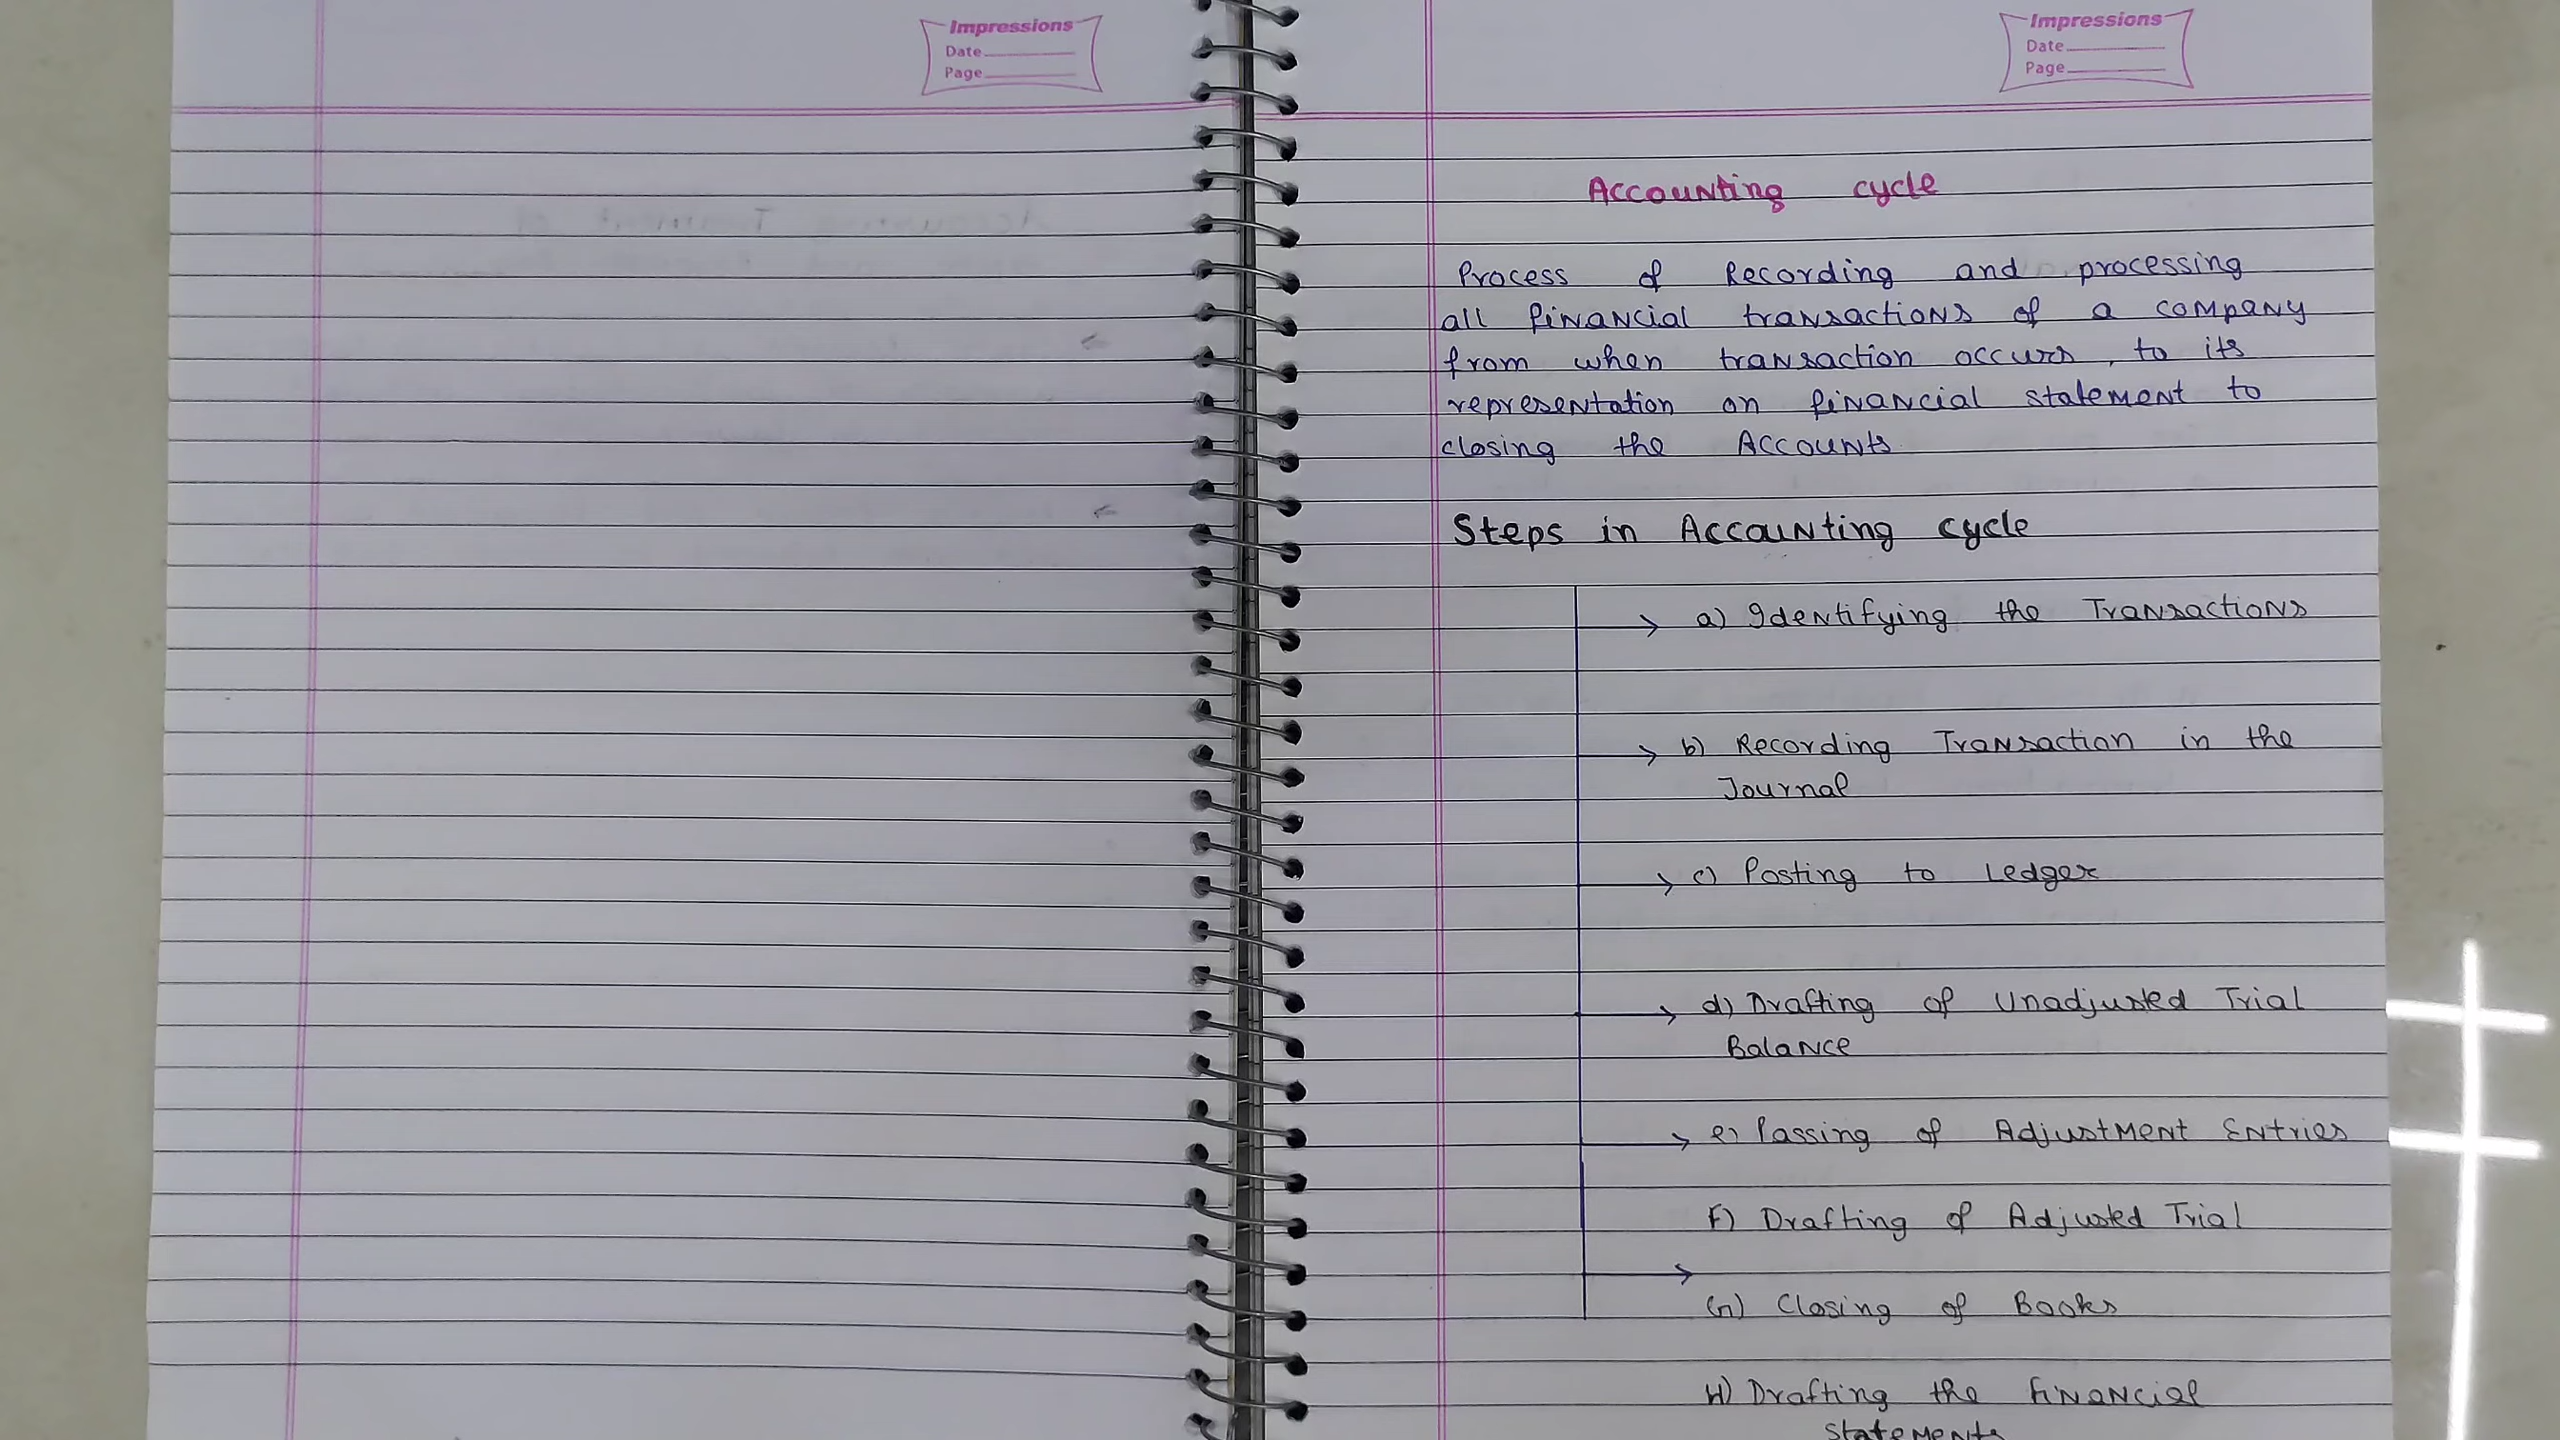 Impressions
Date
Page
Impressions
Date
Page
Accounting cycle
Process of Recording and processing
all financial transactions of a company
from when transaction occurs, to its
representation on financial statement to
closing the Accounts.
Steps in Accounting cycle
a) Identifying the Transactions
b) Recording Transaction in the
Journal
c) Posting to Ledger
d) Drafting of Unadjusted Trial
Balance
e) Passing of Adjustment Entries
F) Drafting of Adjusted Trial
G) Closing of Books
H) Drafting the financial
statements